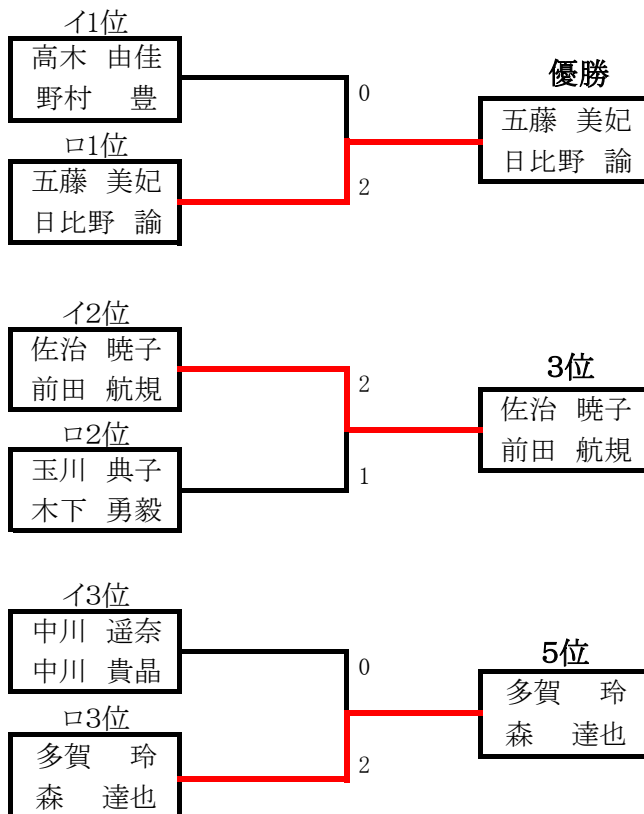 イ1位
高木 由佳
野村 豊
0
優勝
五藤 美妃
日比野 諭
ロ1位
五藤 美妃
日比野 諭
2
イ2位
佐治 暁子
前田 航規
2
3位
佐治 暁子
前田 航規
ロ2位
玉川 典子
木下 勇毅
1
イ3位
中川 遥奈
中川 貴晶
0
5位
多賀 玲
森 達也
ロ3位
多賀 玲
森 達也
2